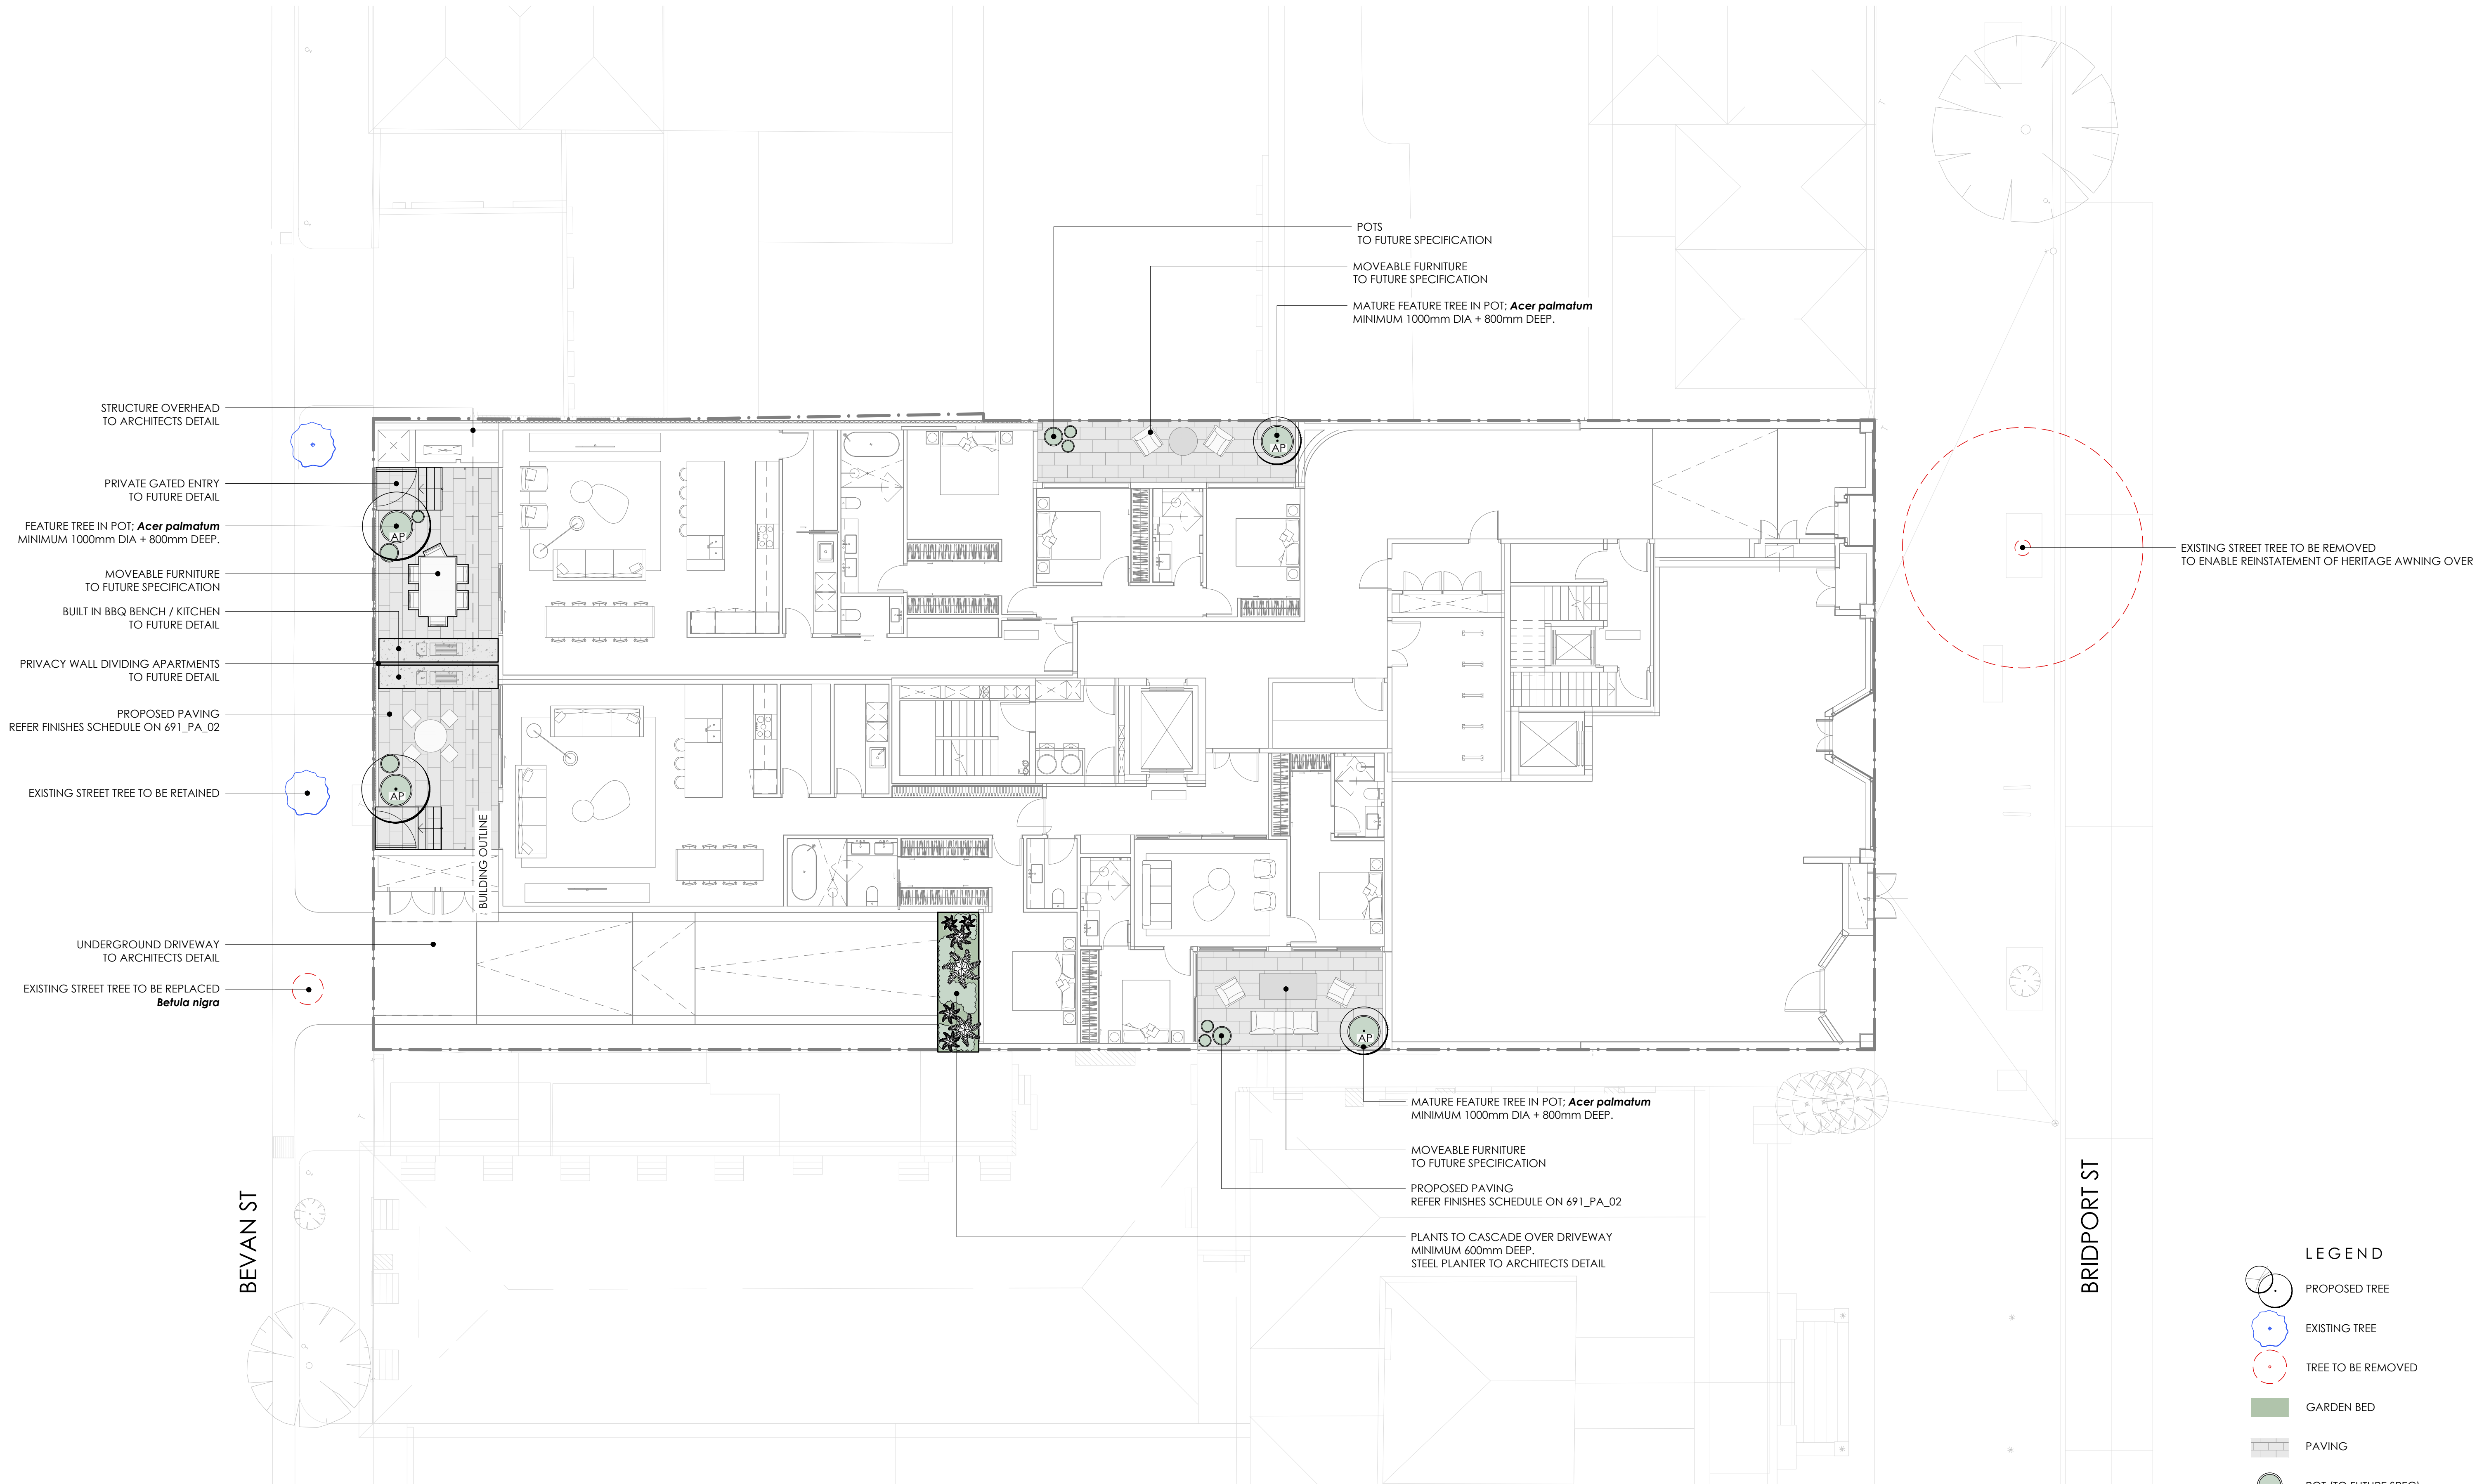 POTS
TO FUTURE SPECIFICATION
MOVEABLE FURNITURE
TO FUTURE SPECIFICATION
MATURE FEATURE TREE IN POT; Acer palmatum
MINIMUM 1000mm DIA + 800mm DEEP.
STRUCTURE OVERHEAD
TO ARCHITECTS DETAIL
PRIVATE GATED ENTRY
TO FUTURE DETAIL
FEATURE TREE IN POT; Acer palmatum
MINIMUM 1000mm DIA + 800mm DEEP.
MOVEABLE FURNITURE
TO FUTURE SPECIFICATION
BUILT IN BBQ BENCH / KITCHEN
TO FUTURE DETAIL
PRIVACY WALL DIVIDING APARTMENTS
TO FUTURE DETAIL
PROPOSED PAVING
REFER FINISHES SCHEDULE ON 691_PA_02
EXISTING STREET TREE TO BE RETAINED
UNDERGROUND DRIVEWAY
TO ARCHITECTS DETAIL
EXISTING STREET TREE TO BE REPLACED
Betula nigra
AP
AP
AP
AP
BUILDING OUTLINE
EXISTING STREET TREE TO BE REMOVED
TO ENABLE REINSTATEMENT OF HERITAGE AWNING OVER
MATURE FEATURE TREE IN POT; Acer palmatum
MINIMUM 1000mm DIA + 800mm DEEP.
MOVEABLE FURNITURE
TO FUTURE SPECIFICATION
PROPOSED PAVING
REFER FINISHES SCHEDULE ON 691_PA_02
PLANTS TO CASCADE OVER DRIVEWAY
MINIMUM 600mm DEEP.
STEEL PLANTER TO ARCHITECTS DETAIL
BEVAN ST
BRIDPORT ST
LEGEND
PROPOSED TREE
EXISTING TREE
TREE TO BE REMOVED
GARDEN BED
PAVING